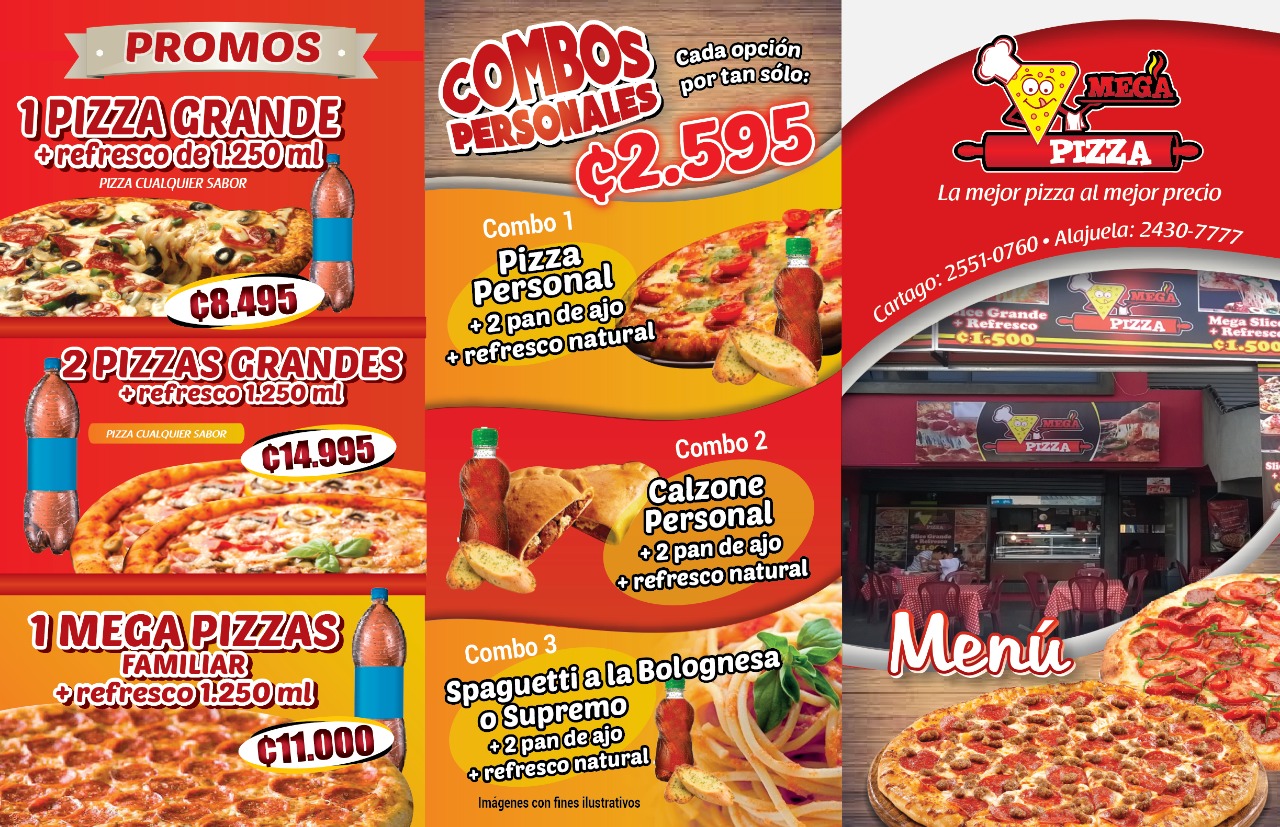 PROMOS
1 PIZZA GRANDE
+ refresco de 1.250 ml
PIZZA CUALQUIER SABOR
¢8.495
2 PIZZAS GRANDES
+ refresco 1.250 ml
PIZZA CUALQUIER SABOR
¢14.995
1 MEGA PIZZAS
FAMILIAR
+ refresco 1.250 ml
¢11.000
COMBOS
PERSONALES
Cada opción
por tan sólo:
¢2.595
Combo 1
Pizza
Personal
+ 2 pan de ajo
+ refresco natural
Combo 2
Calzone
Personal
+ 2 pan de ajo
+ refresco natural
Combo 3
Spaguetti a la Bolognesa
o Supremo
+ 2 pan de ajo
+ refresco natural
Imágenes con fines ilustrativos
MEGA
PIZZA
La mejor pizza al mejor precio
Cartago: 2551-0760 • Alajuela: 2430-7777
Slice Grande
+ Refresco
¢1.500
MEGA
PIZZA
Mega Slice
+ Refresco
¢1.500
MEGA
PIZZA
Slice Grande
+ Refresco
Menú